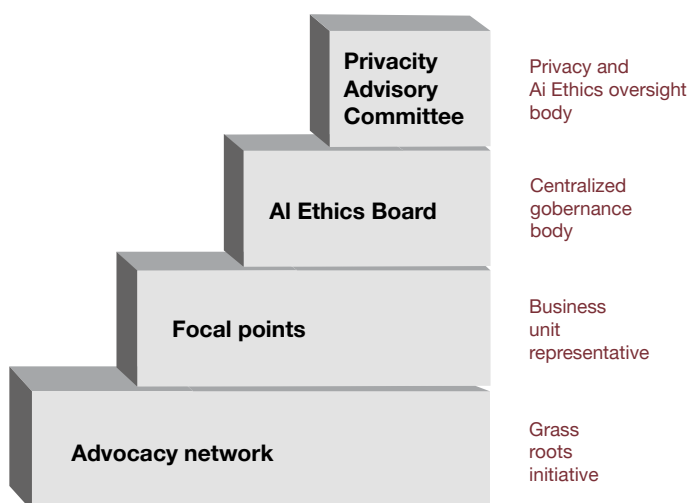 Privacity
Advisory
Committee
Privacy and
Ai Ethics oversight
body
AI Ethics Board
Centralized
gobernance
body
Focal points
Business
unit
representative
Advocacy network
Grass
roots
initiative